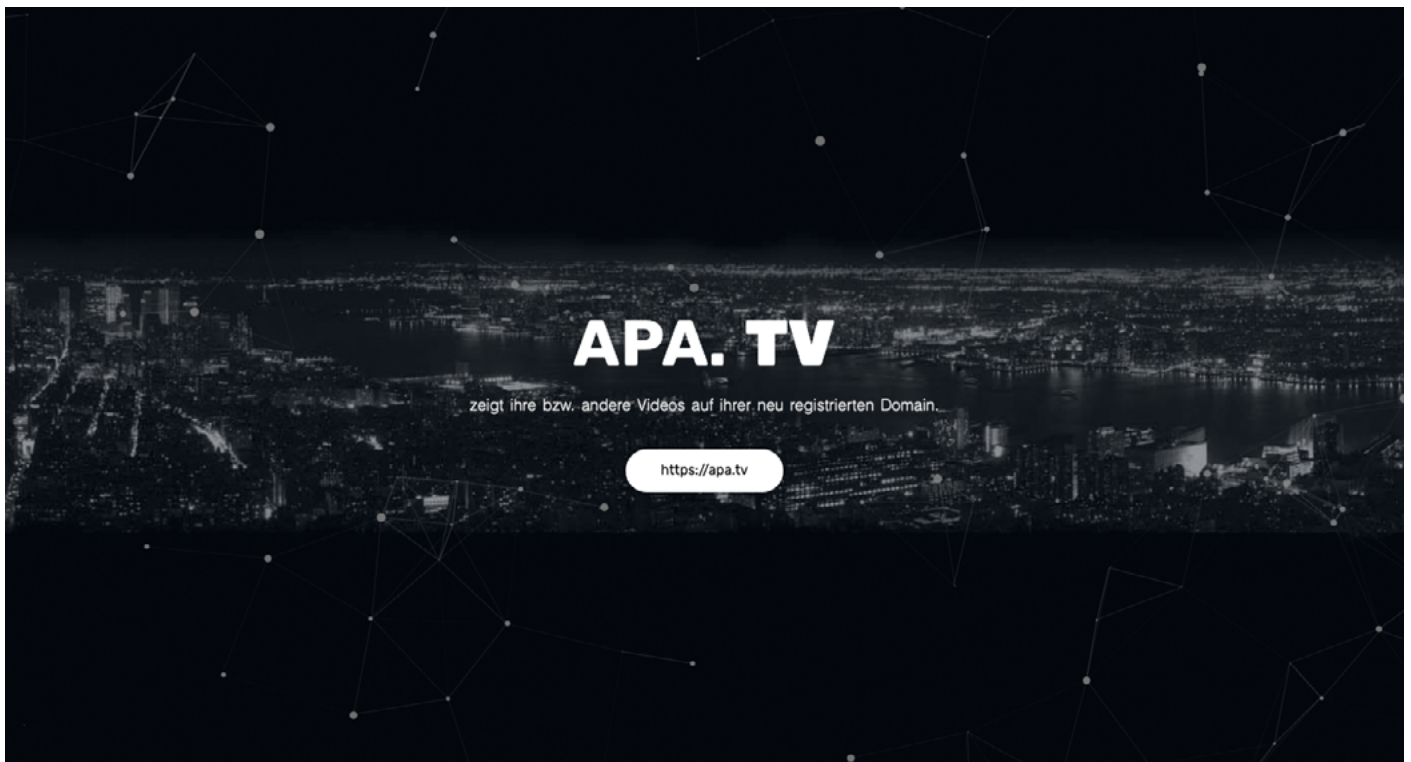 APA. TV
zeigt ihre bzw. andere Videos auf ihrer neu registrierten Domain.
https://apa.tv